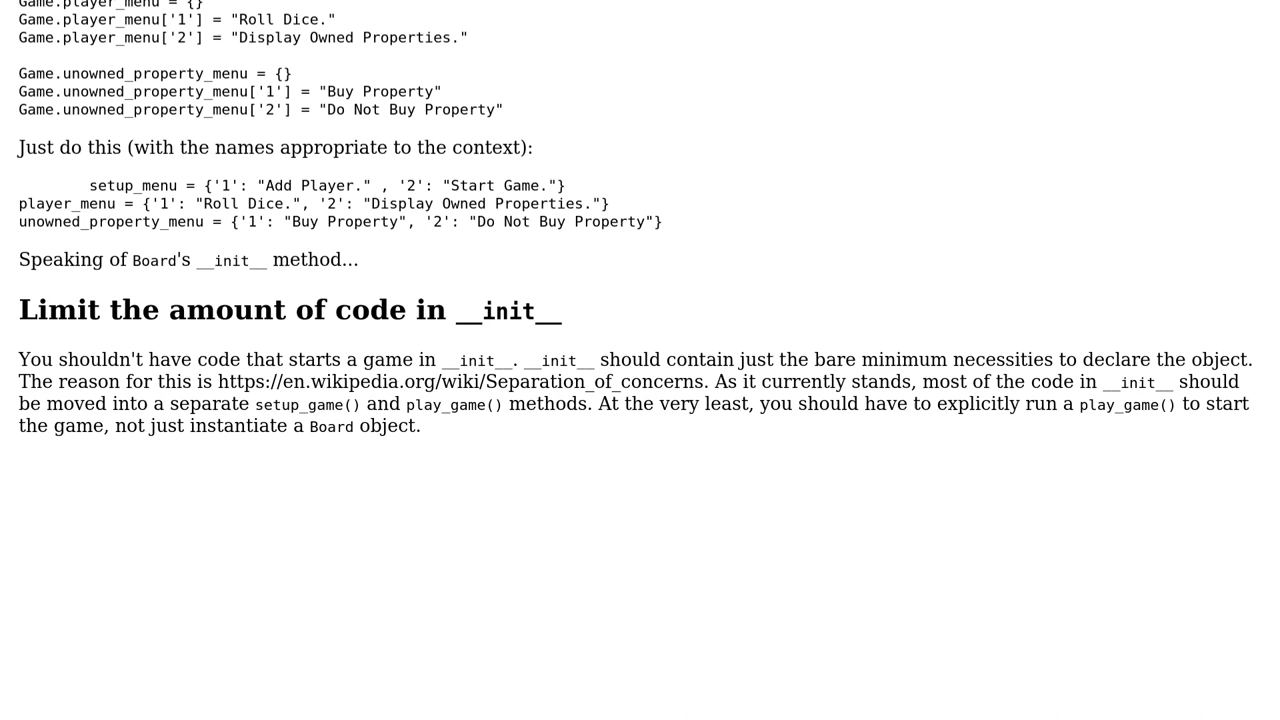 Game.player_menu = {}
Game.player_menu['1'] = "Roll Dice."
Game.player_menu['2'] = "Display Owned Properties."
Game.unowned_property_menu = {}
Game.unowned_property_menu['1'] = "Buy Property"
Game.unowned_property_menu['2'] = "Do Not Buy Property"
Just do this (with the names appropriate to the context):
setup_menu = {'1': "Add Player." , '2': "Start Game."}
player_menu = {'1': "Roll Dice.", '2': "Display Owned Properties."}
unowned_property_menu = {'1': "Buy Property", '2': "Do Not Buy Property"}
Speaking of Board's __init__ method...
Limit the amount of code in __init__
You shouldn't have code that starts a game in __init__. __init__ should contain just the bare minimum necessities to declare the object.
The reason for this is https://en.wikipedia.org/wiki/Separation_of_concerns. As it currently stands, most of the code in __init__ should
be moved into a separate setup_game() and play_game() methods. At the very least, you should have to explicitly run a play_game() to start
the game, not just instantiate a Board object.